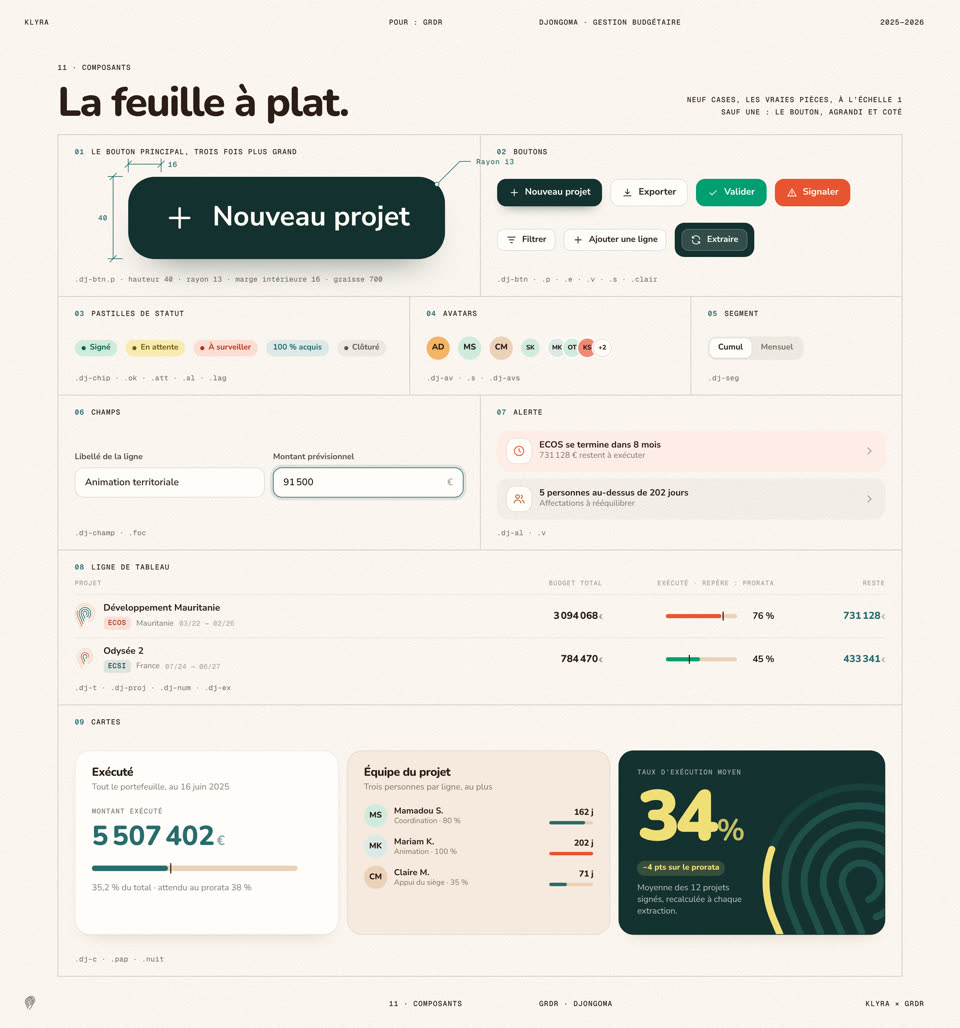 KLYRA
POUR : GRDR
DJONGOMA · GESTION BUDGÉTAIRE
2025–2026
11 · COMPOSANTS
La feuille à plat.
NEUF CASES, LES VRAIES PIÈCES, À L'ÉCHELLE 1
SAUF UNE : LE BOUTON, AGRANDI ET COTÉ
01 LE BOUTON PRINCIPAL, TROIS FOIS PLUS GRAND
16
Rayon 13
40
+ Nouveau projet
.dj-btn.p · hauteur 40 · rayon 13 · marge intérieure 16 · graisse 700
02 BOUTONS
+ Nouveau projet
Exporter
Valider
Signaler
Filtrer
+ Ajouter une ligne
Extraire
.dj-btn · .p · .e · .v · .s · .clair
03 PASTILLES DE STATUT
Signé
En attente
À surveiller
100 % acquis
Clôturé
.dj-chip · .ok · .att · .al · .lag
04 AVATARS
AD
MS
CM
SK
MK
OT
KS
+2
.dj-av · .s · .dj-avs
05 SEGMENT
Cumul
Mensuel
.dj-seg
06 CHAMPS
Libellé de la ligne
Animation territoriale
Montant prévisionnel
91 500 €
.dj-champ · .foc
07 ALERTE
ECOS se termine dans 8 mois
731 128 € restent à exécuter
5 personnes au-dessus de 202 jours
Affectations à rééquilibrer
.dj-al · .v
08 LIGNE DE TABLEAU
PROJET
BUDGET TOTAL
EXÉCUTÉ · REPÈRE : PRORATA
RESTE
Développement Mauritanie
ECOS Mauritanie 03/22 → 02/26
3 094 068 €
76 %
731 128 €
Odysée 2
ECSI France 07/24 → 06/27
784 470 €
45 %
433 341 €
.dj-t · .dj-proj · .dj-num · .dj-ex
09 CARTES
Exécuté
Tout le portefeuille, au 16 juin 2025
MONTANT EXÉCUTÉ
5 507 402 €
35,2 % du total · attendu au prorata 38 %
Équipe du projet
Trois personnes par ligne, au plus
MS
Mamadou S.
Coordination · 80 %
162 j
MK
Mariam K.
Animation · 100 %
202 j
CM
Claire M.
Appui du siège · 35 %
71 j
TAUX D'EXÉCUTION MOYEN
34%
−4 pts sur le prorata
Moyenne des 12 projets
signés, recalculée à chaque
extraction.
.dj-c · .pap · .nuit
11 · COMPOSANTS
GRDR · DJONGOMA
KLYRA × GRDR